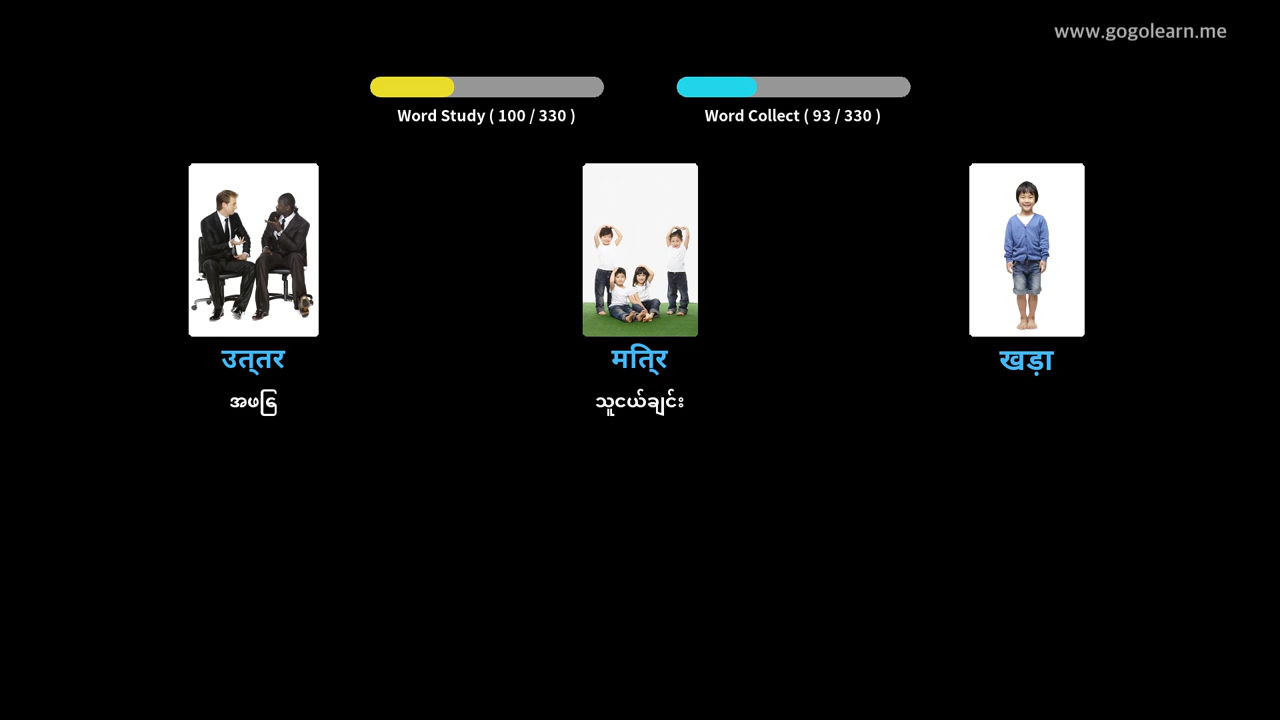 www.gogolearn.me
Word Study ( 100 / 330 )
Word Collect ( 93 / 330 )
उत्‌तर
मति्‌र
खड़ा
အဖြေ
သူငယ်ချင်း